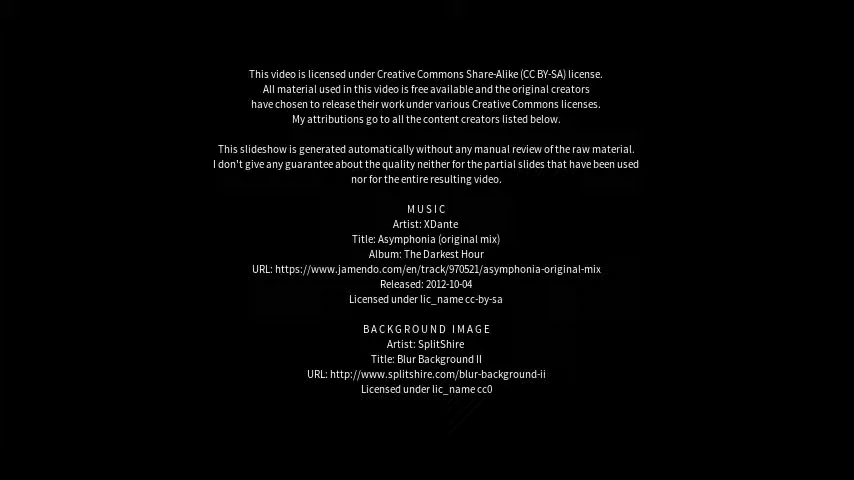 This video is licensed under Creative Commons Share-Alike (CC BY-SA) license.
All material used in this video is free available and the original creators
have chosen to release their work under various Creative Commons licenses.
My attributions go to all the content creators listed below.
This slideshow is generated automatically without any manual review of the raw material.
I don't give any guarantee about the quality neither for the partial slides that have been used
nor for the entire resulting video.
MUSIC
Artist: XDante
Title: Asymphonia (original mix)
Album: The Darkest Hour
URL: https://www.jamendo.com/en/track/970521/asymphonia-original-mix
Released: 2012-10-04
Licensed under lic_name cc-by-sa
BACKGROUND IMAGE
Artist: SplitShire
Title: Blur Background II
URL: http://www.splitshire.com/blur-background-ii
Licensed under lic_name cc0